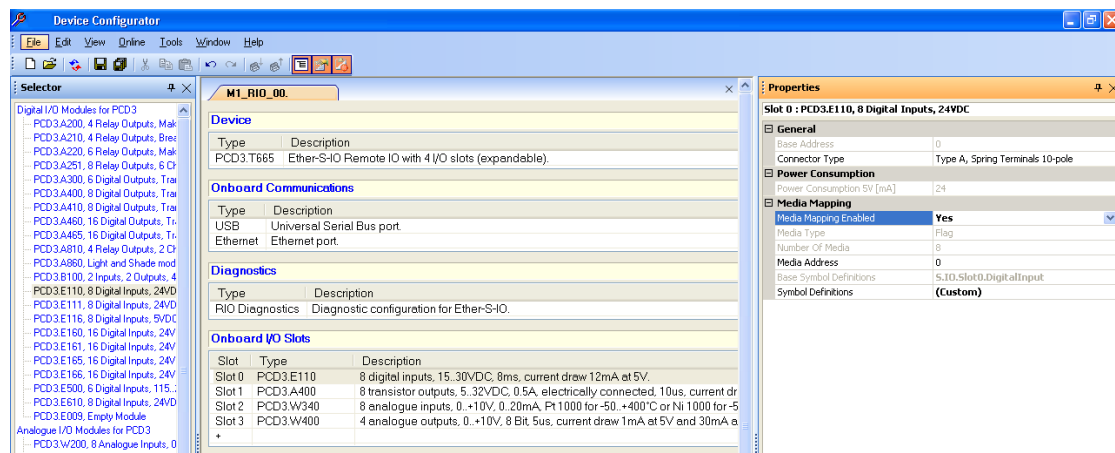 Device Configurator
File Edit View Online Tools Window Help
Selector
Digital I/O Modules for PCD3
PCD3.A200, 4 Relay Outputs, Mak
PCD3.A210, 4 Relay Outputs, Brea
PCD3.A220, 6 Relay Outputs, Mak
PCD3.A251, 8 Relay Outputs, 6 Ch
PCD3.A300, 6 Digital Outputs, Trar
PCD3.A400, 8 Digital Outputs, Trar
PCD3.A410, 8 Digital Outputs, Trar
PCD3.A460, 16 Digital Outputs, Tra
PCD3.A465, 16 Digital Outputs, Tra
PCD3.A810, 4 Relay Outputs, 2 Ch
PCD3.A860, Light and Shade mod
PCD3.B100, 2 Inputs, 2 Outputs, 4
PCD3.E110, 8 Digital Inputs, 24VD
PCD3.E111, 8 Digital Inputs, 24VD
PCD3.E116, 8 Digital Inputs, 5VDC
PCD3.E160, 16 Digital Inputs, 24V
PCD3.E161, 16 Digital Inputs, 24V
PCD3.E165, 16 Digital Inputs, 24V
PCD3.E166, 16 Digital Inputs, 24V
PCD3.E500, 6 Digital Inputs, 115..
PCD3.E610, 8 Digital Inputs, 24VD
PCD3.E009, Empty Module
Analogue I/O Modules for PCD3
PCD3.W200, 8 Analogue Inputs, 0
M1_RIO_00.
Device
Type Description
PCD3.T665 Ether-S-IO Remote IO with 4 I/O slots (expandable).
Onboard Communications
Type Description
USB Universal Serial Bus port.
Ethernet Ethernet port.
Diagnostics
Type Description
RIO Diagnostics Diagnostic configuration for Ether-S-IO.
Onboard I/O Slots
Slot Type Description
Slot 0 PCD3.E110 8 digital inputs, 15..30VDC, 8ms, current draw 12mA at 5V.
Slot 1 PCD3.A400 8 transistor outputs, 5..32VDC, 0.5A, electrically connected, 10us, current dr
Slot 2 PCD3.W340 8 analogue inputs, 0..+10V, 0..20mA, Pt 1000 for -50..+400°C or Ni 1000 for -5
Slot 3 PCD3.W400 4 analogue outputs, 0..+10V, 8 Bit, 5us, current draw 1mA at 5V and 30mA a
+
Properties
Slot 0 : PCD3.E110, 8 Digital Inputs, 24VDC
General
Base Address 0
Connector Type Type A, Spring Terminals 10-pole
Power Consumption
Power Consumption 5V [mA] 24
Media Mapping
Media Mapping Enabled Yes
Media Type Flag
Number Of Media 8
Media Address 0
Base Symbol Definitions S.IO.Slot0.DigitalInput
Symbol Definitions (Custom)